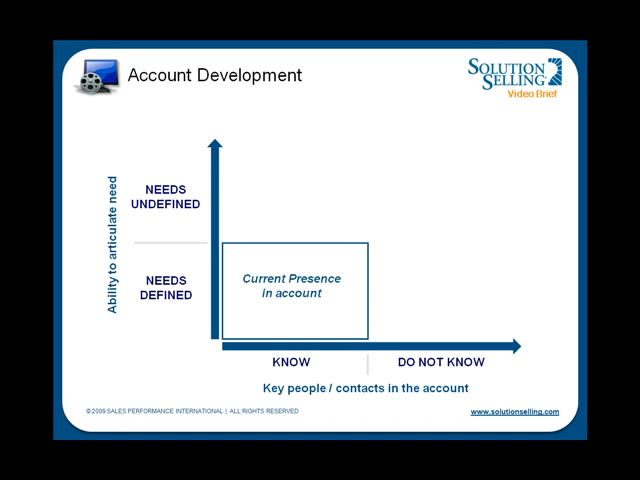 Account Development
SOLUTION
SELLING
Video Brief
Ability to articulate need
NEEDS
UNDEFINED
NEEDS
DEFINED
Current Presence
in account
KNOW
DO NOT KNOW
Key people / contacts in the account
© 2009 SALES PERFORMANCE INTERNATIONAL | ALL RIGHTS RESERVED
www.solutionselling.com